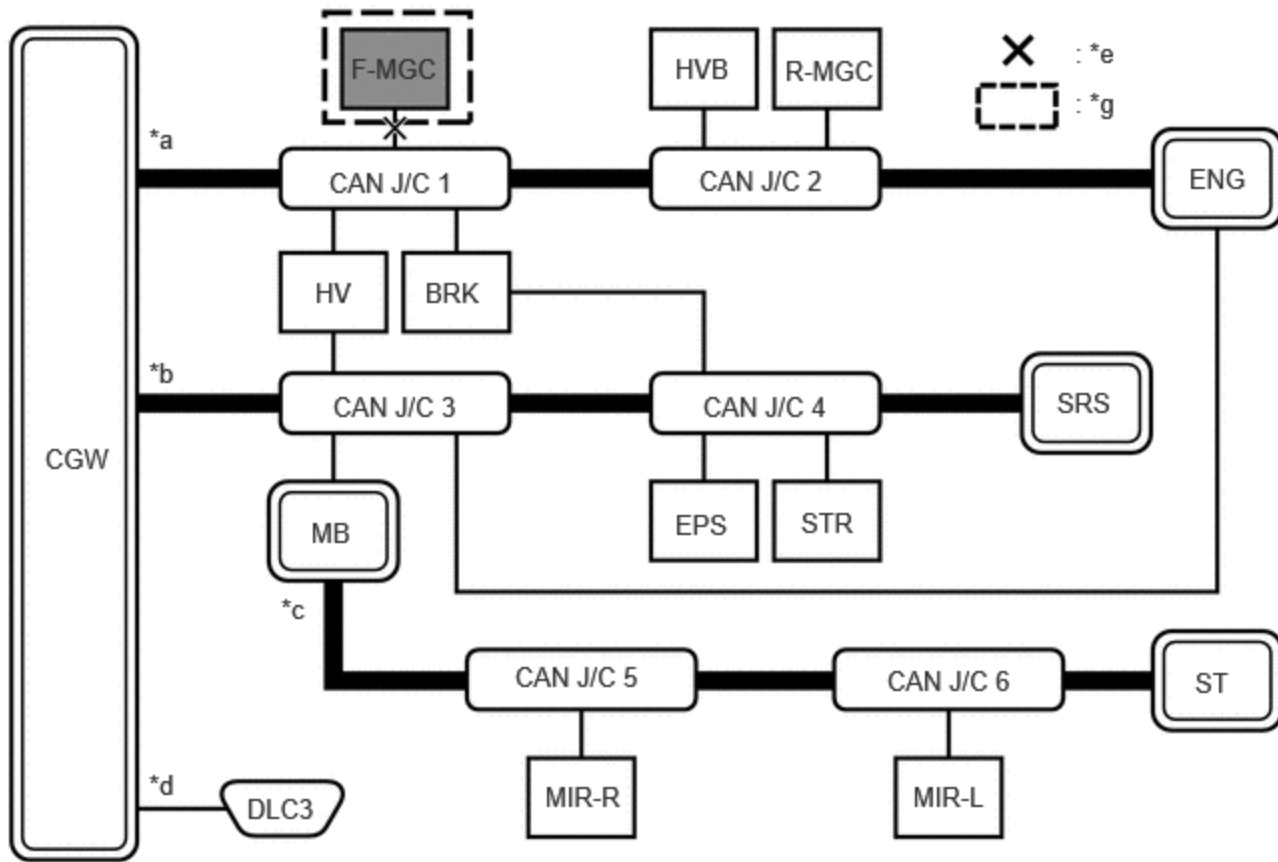 F-MGC
HVB
R-MGC
: *e
: *g
*a
CAN J/C 1
CAN J/C 2
ENG
HV
BRK
*b
CAN J/C 3
CAN J/C 4
SRS
CGW
MB
EPS
STR
*c
CAN J/C 5
CAN J/C 6
ST
*d
DLC3
MIR-R
MIR-L